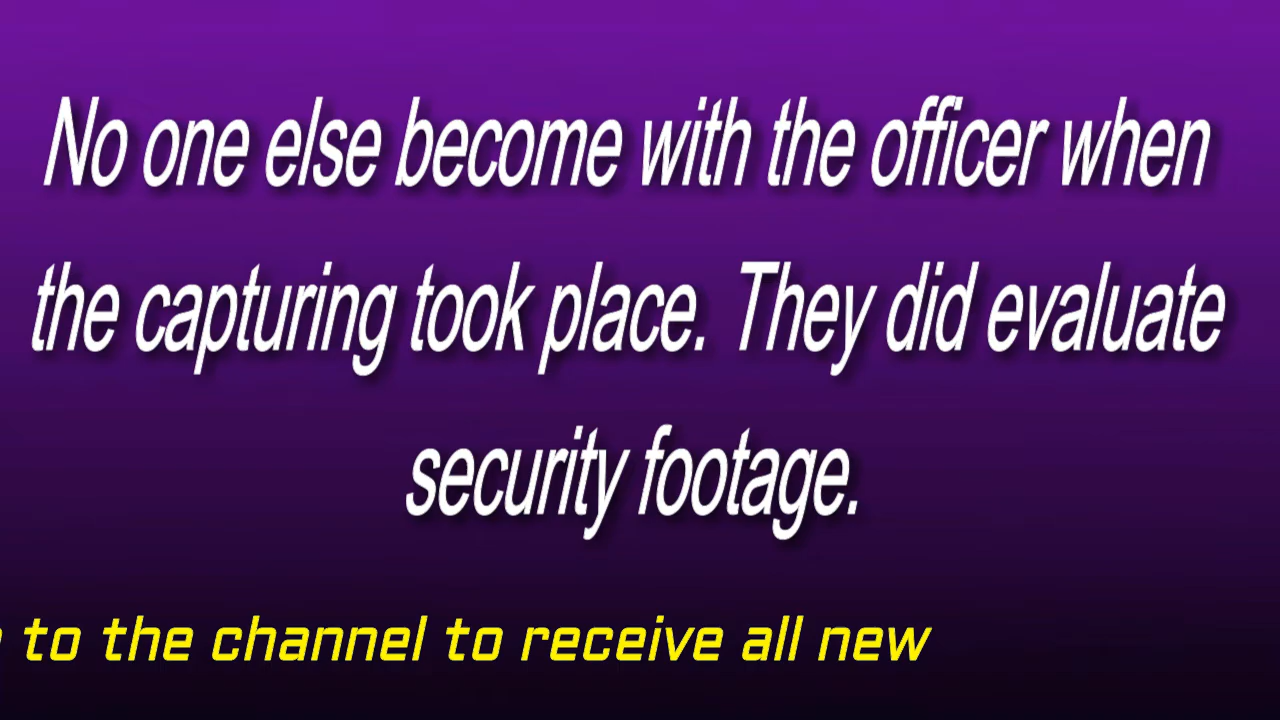 No one else become with the officer when
the capturing took place. They did evaluate
security footage.
to the channel to receive all new